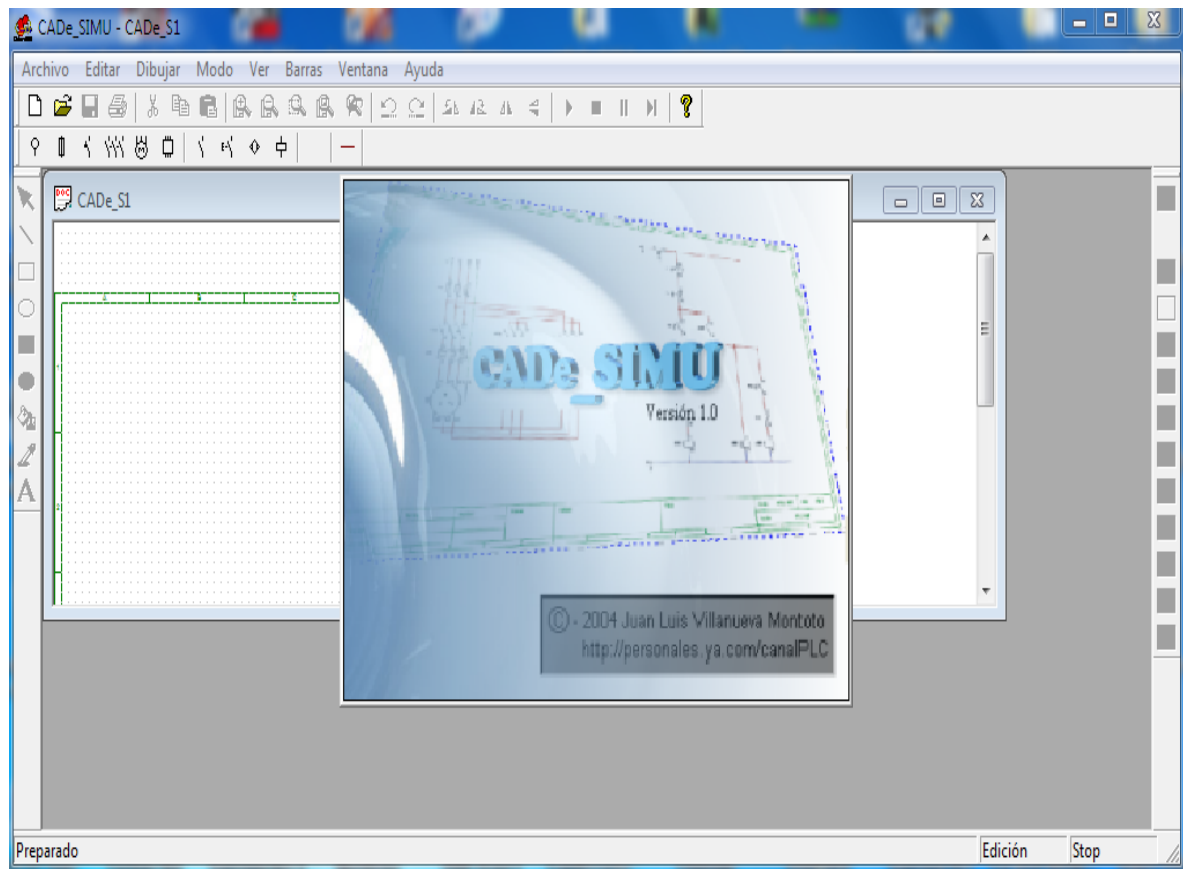 CADe_SIMU - CADe_S1
Archivo Editar Dibujar Modo Ver Barras Ventana Ayuda
CADe_S1
A B C
CADe_SIMU
Versión 1.0
© - 2004 Juan Luis Villanueva Montoto
http://personales.ya.com/canalPLC
Preparado Edición Stop